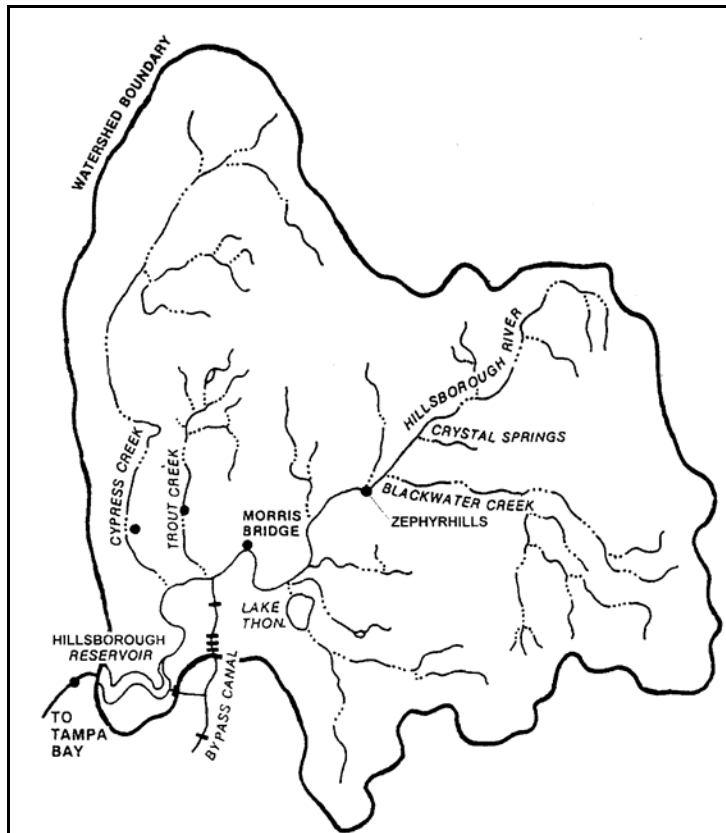 WATERSHED BOUNDARY
HILLSBOROUGH RIVER
CRYSTAL SPRINGS
BLACKWATER CREEK
ZEPHYRHILLS
CYPRESS CREEK
TROUT CREEK
MORRIS
BRIDGE
LAKE
THON.
HILLSBOROUGH
RESERVOIR
BYPASS CANAL
TO
TAMPA
BAY